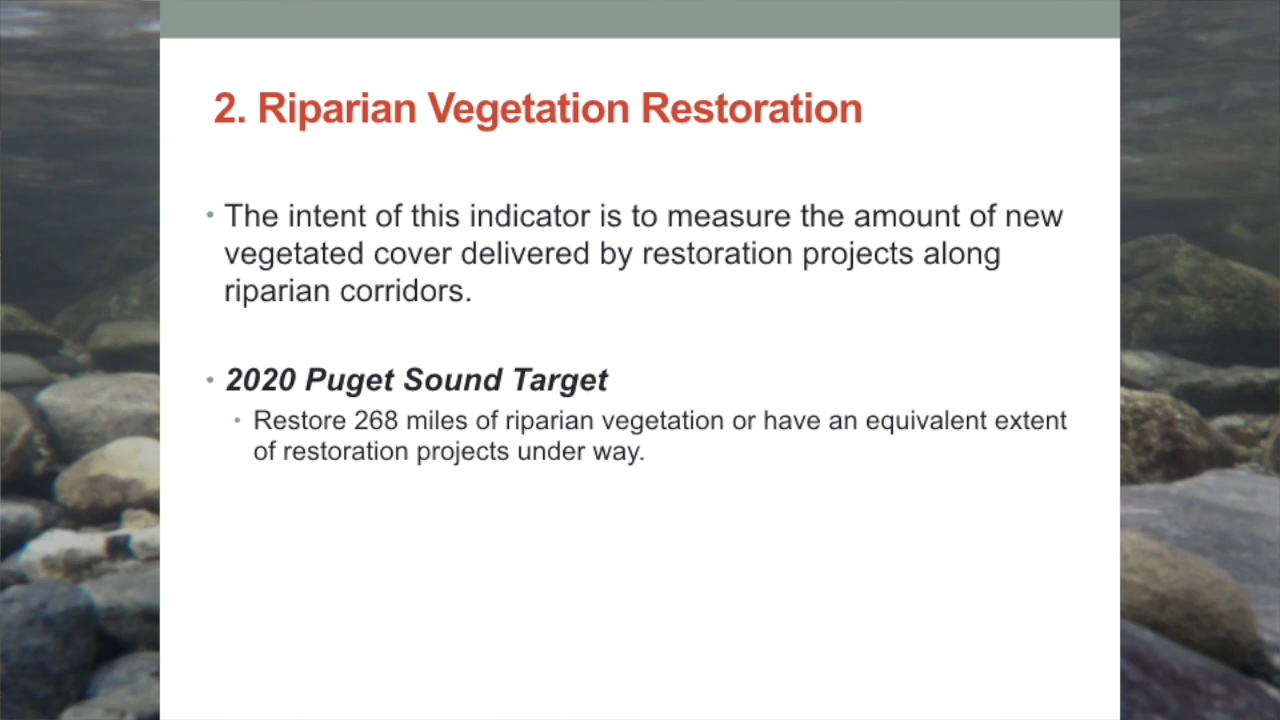 2. Riparian Vegetation Restoration
• The intent of this indicator is to measure the amount of new
vegetated cover delivered by restoration projects along
riparian corridors.
• 2020 Puget Sound Target
• Restore 268 miles of riparian vegetation or have an equivalent extent
of restoration projects under way.